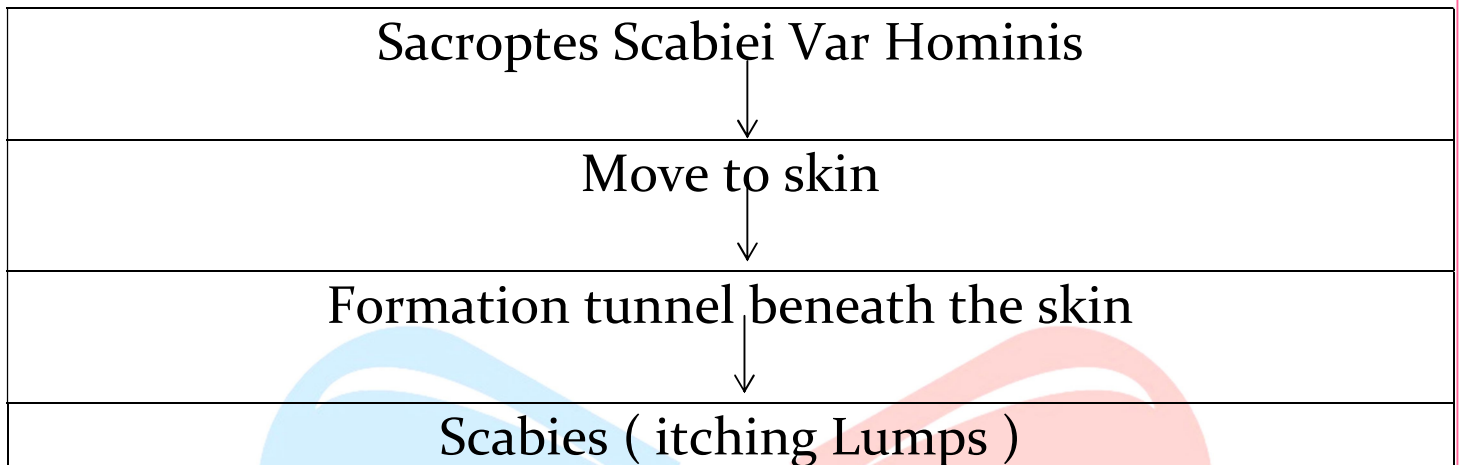 Sacroptes Scabiei Var Hominis
Move to skin
Formation tunnel beneath the skin
Scabies ( itching Lumps )